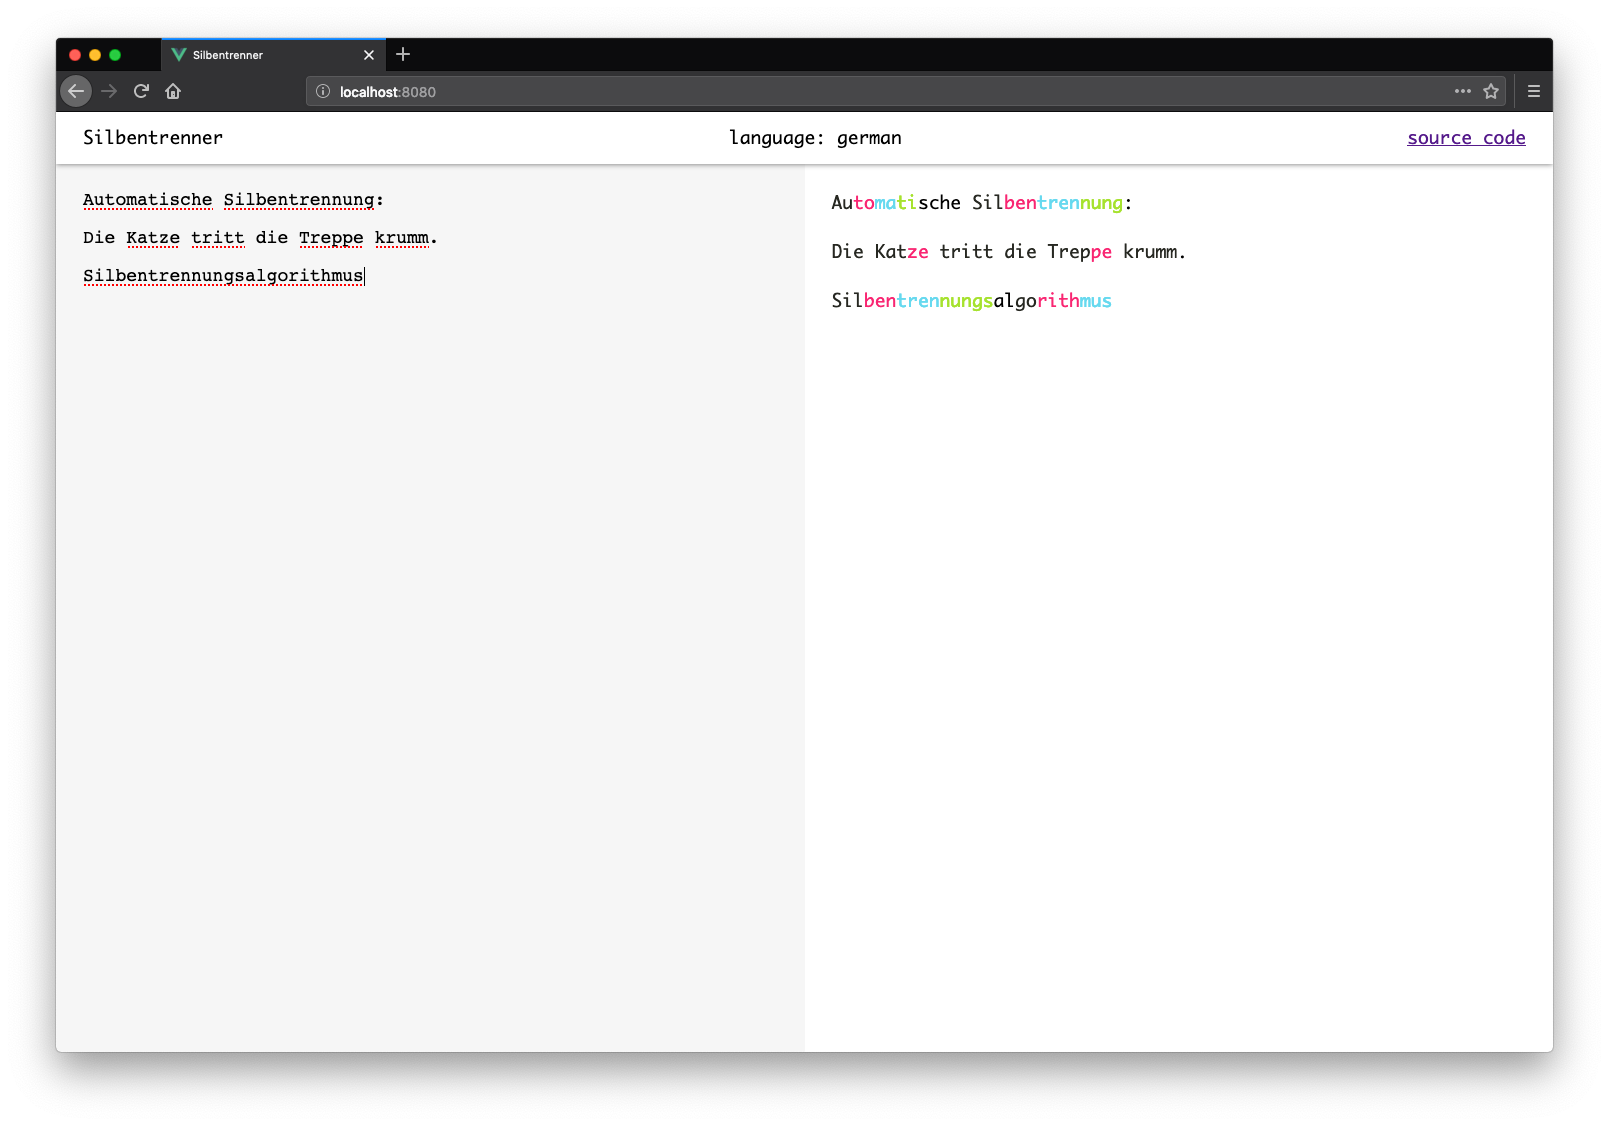 Silbentrenner
localhost:8080
Silbentrenner
language: german
source code
Automatische Silbentrennung:
Die Katze tritt die Treppe krumm.
Silbentrennungsalgorithmus
Automatische Silbentrennung:
Die Katze tritt die Treppe krumm.
Silbentrennungsalgorithmus